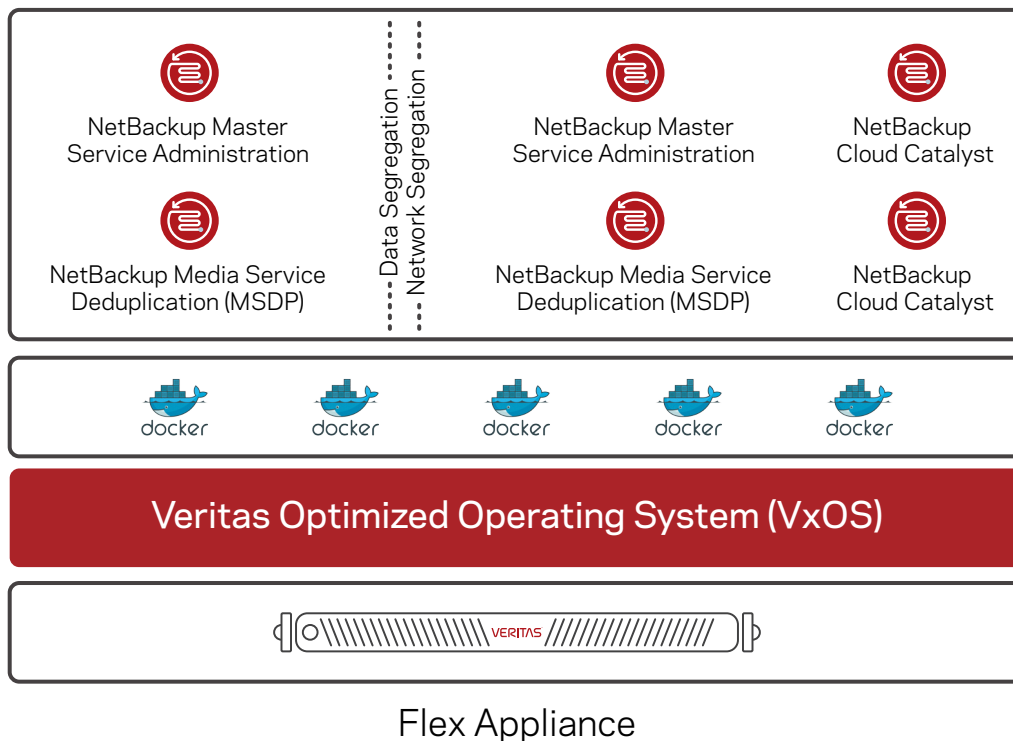 NetBackup Master
Service Administration
NetBackup Media Service
Deduplication (MSDP)
Data Segregation
Network Segregation
NetBackup Master
Service Administration
NetBackup
Cloud Catalyst
NetBackup Media Service
Deduplication (MSDP)
NetBackup
Cloud Catalyst
docker
docker
docker
docker
docker
Veritas Optimized Operating System (VxOS)
VERITAS
Flex Appliance